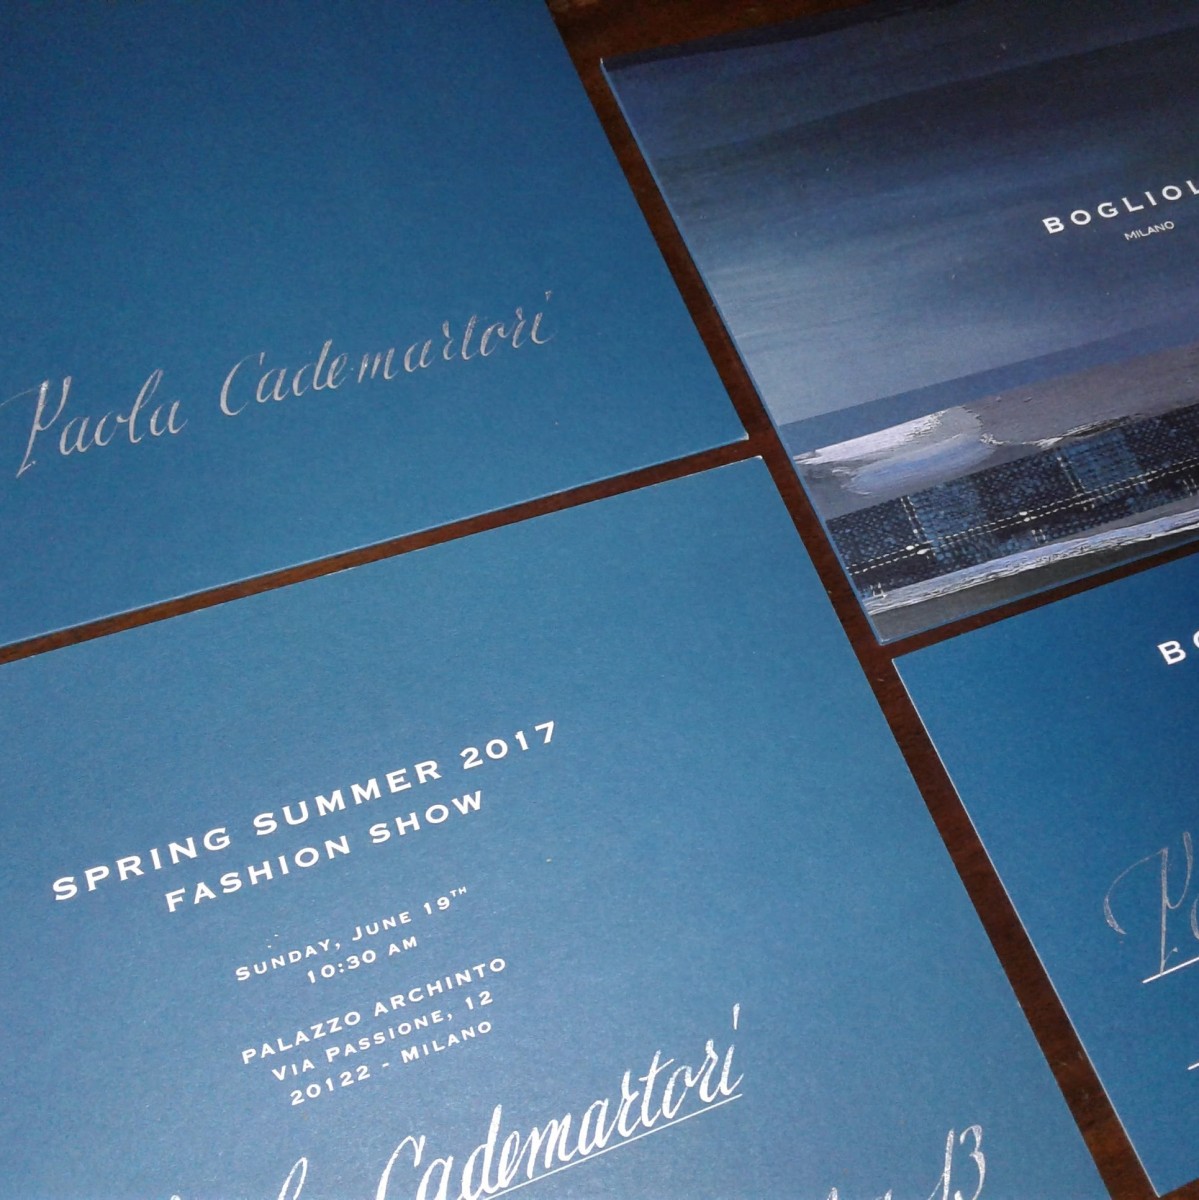 Paola Cademartori
BOGLIOL
MILANO
SPRING SUMMER 2017
FASHION SHOW
SUNDAY, JUNE 19TH
10:30 AM
PALAZZO ARCHINTO
VIA PASSIONE, 12
20122 - MILANO
Cademartori
13